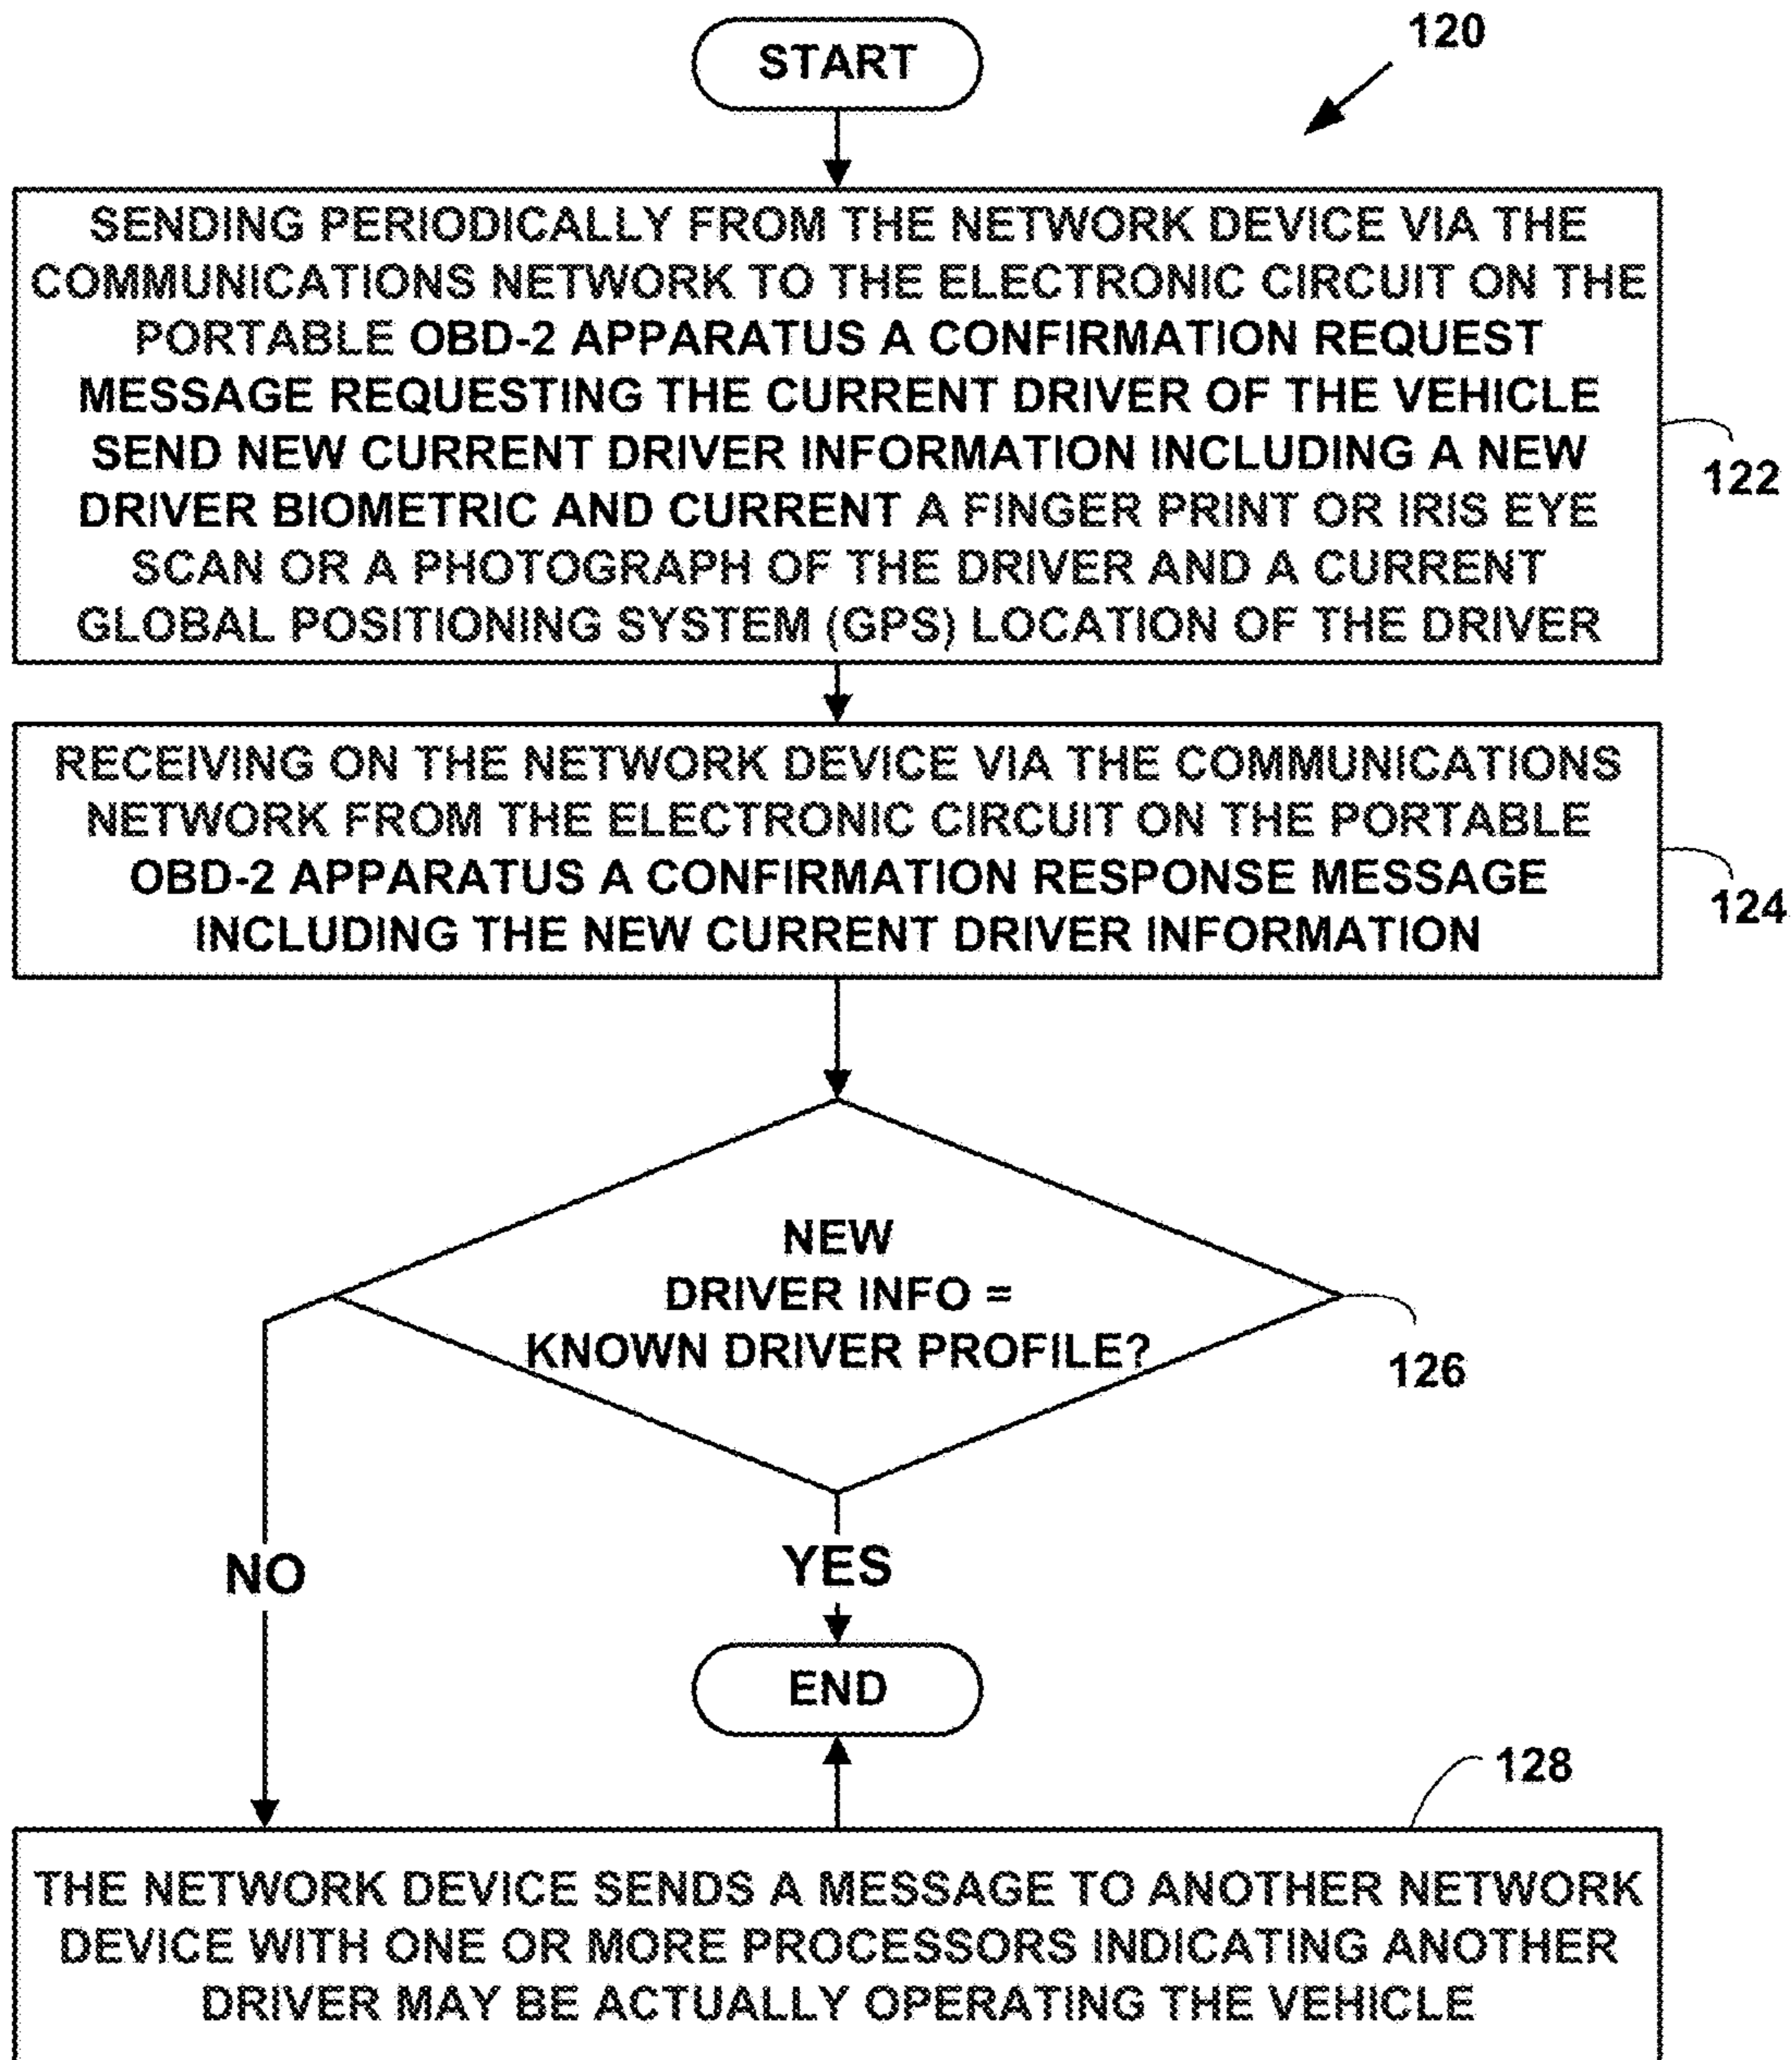 START
120
SENDING PERIODICALLY FROM THE NETWORK DEVICE VIA THE
COMMUNICATIONS NETWORK TO THE ELECTRONIC CIRCUIT ON THE
PORTABLE OBD-2 APPARATUS A CONFIRMATION REQUEST
MESSAGE REQUESTING THE CURRENT DRIVER OF THE VEHICLE
SEND NEW CURRENT DRIVER INFORMATION INCLUDING A NEW
DRIVER BIOMETRIC AND CURRENT A FINGER PRINT OR IRIS EYE
SCAN OR A PHOTOGRAPH OF THE DRIVER AND A CURRENT
GLOBAL POSITIONING SYSTEM (GPS) LOCATION OF THE DRIVER
122
RECEIVING ON THE NETWORK DEVICE VIA THE COMMUNICATIONS
NETWORK FROM THE ELECTRONIC CIRCUIT ON THE PORTABLE
OBD-2 APPARATUS A CONFIRMATION RESPONSE MESSAGE
INCLUDING THE NEW CURRENT DRIVER INFORMATION
124
NEW
DRIVER INFO =
KNOWN DRIVER PROFILE?
126
NO
YES
END
128
THE NETWORK DEVICE SENDS A MESSAGE TO ANOTHER NETWORK
DEVICE WITH ONE OR MORE PROCESSORS INDICATING ANOTHER
DRIVER MAY BE ACTUALLY OPERATING THE VEHICLE